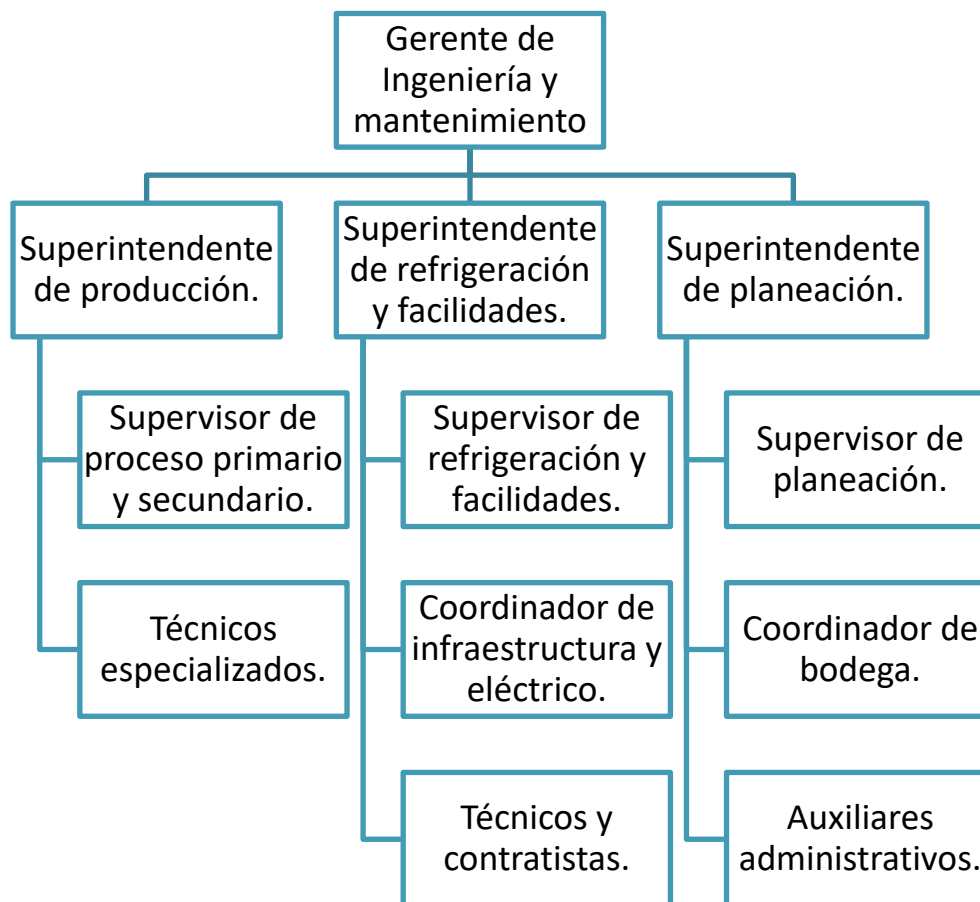 Gerente de
Ingeniería y
mantenimiento
Superintendente
de producción.
Superintendente
de refrigeración
y facilidades.
Superintendente
de planeación.
Supervisor de
proceso primario
y secundario.
Supervisor de
refrigeración y
facilidades.
Supervisor de
planeación.
Técnicos
especializados.
Coordinador de
infraestructura y
eléctrico.
Coordinador de
bodega.
Técnicos y
contratistas.
Auxiliares
administrativos.